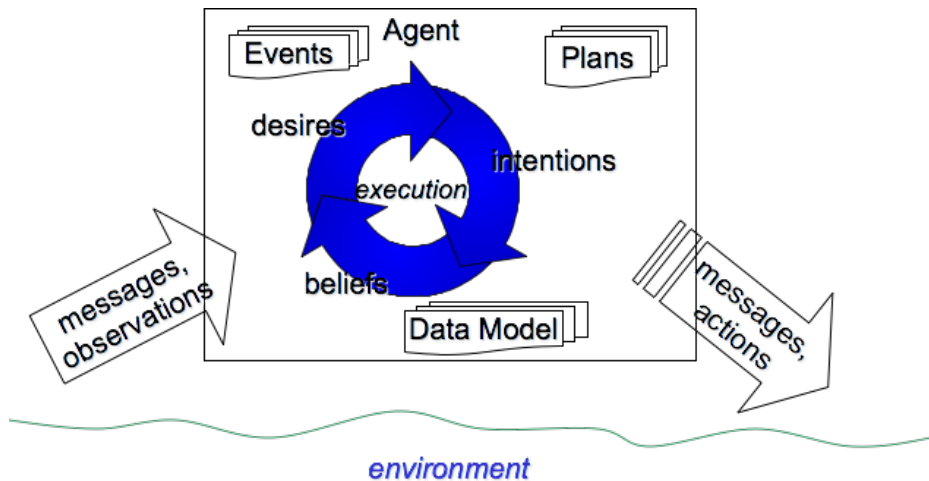 Agent
Events
Plans
desires
intentions
execution
beliefs
Data Model
messages,
observations
messages,
actions
environment